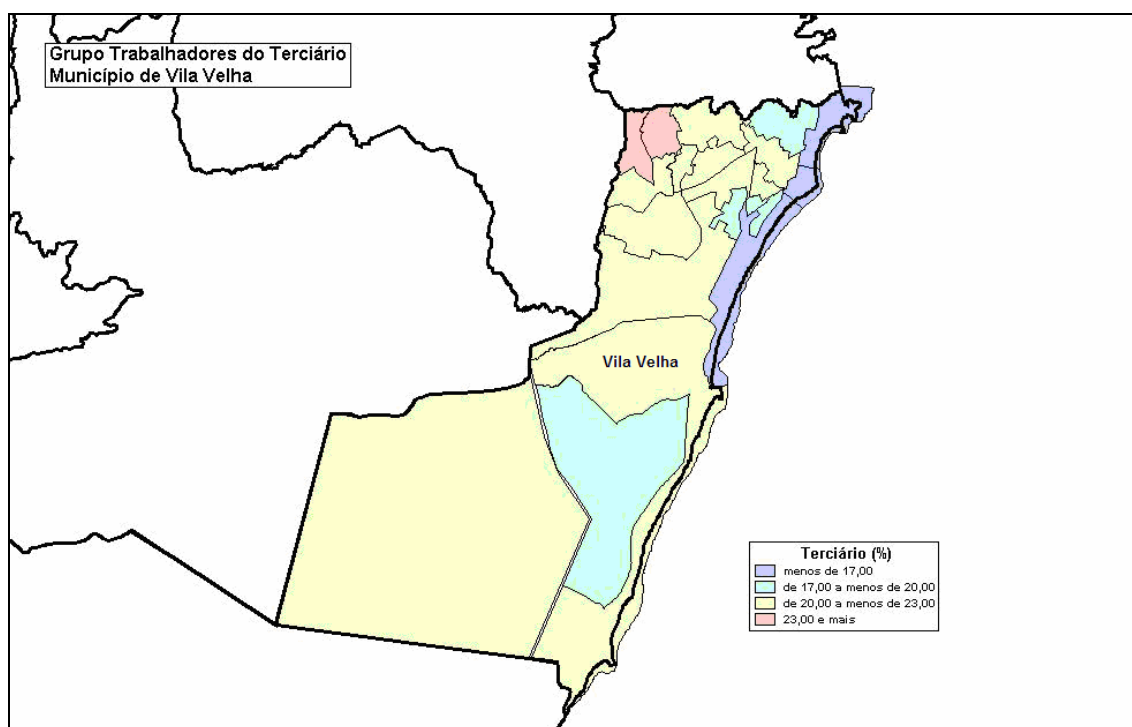 Grupo Trabalhadores do Terciário
Município de Vila Velha
Vila Velha
Terciário (%)
menos de 17,00
de 17,00 a menos de 20,00
de 20,00 a menos de 23,00
23,00 e mais